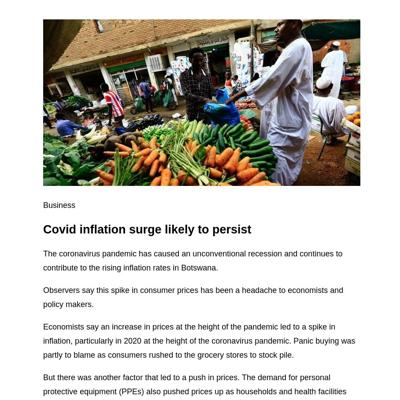 Business
Covid inflation surge likely to persist
The coronavirus pandemic has caused an unconventional recession and continues to
contribute to the rising inflation rates in Botswana.
Observers say this spike in consumer prices has been a headache to economists and
policy makers.
Economists say an increase in prices at the height of the pandemic led to a spike in
inflation, particularly in 2020 at the height of the coronavirus pandemic. Panic buying was
partly to blame as consumers rushed to the grocery stores to stock pile.
But there was another factor that led to a push in prices. The demand for personal
protective equipment (PPEs) also pushed prices up as households and health facilities